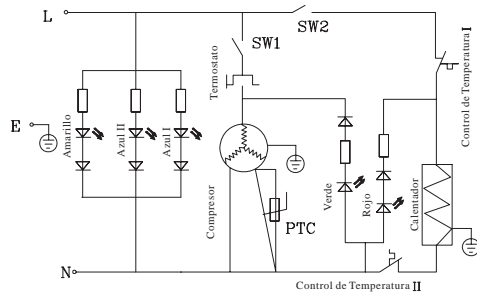 L
SW2
SW1
Termostato
Control de Temperatura I
E
Amarillo
Azul II
Azul I
Compresor
PTC
Verde
Rojo
Calentador
N
Control de Temperatura II